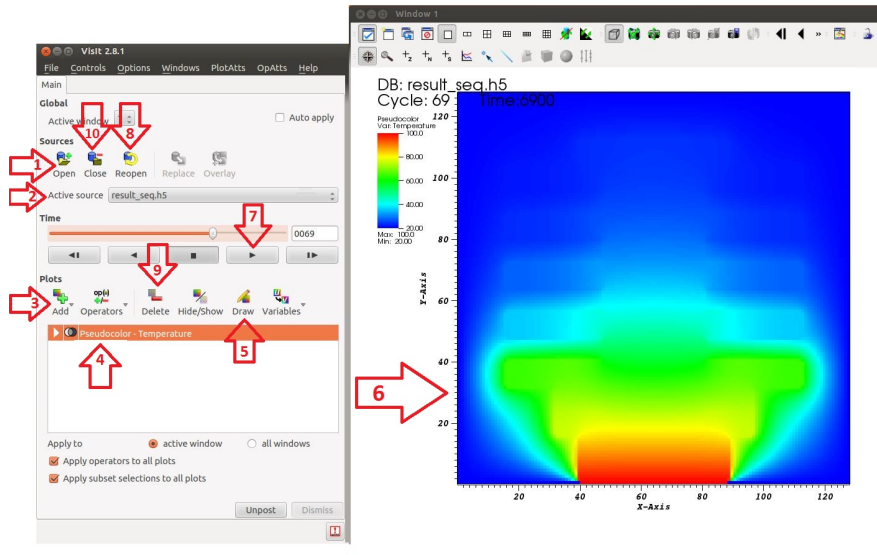 Window 1
VisIt 2.8.1
File Controls Options Windows PlotAtts OpAtts Help
Main
Global
Active window
Auto apply
10 8
Sources
1
Open Close Reopen Replace Overlay
2 Active source result_seq.h5
Time
7
0069
9
Plots
3
op(+)
Add Operators Delete Hide/Show Draw Variables
Pseudocolor - Temperature
4 5
Apply to active window all windows
Apply operators to all plots
Apply subset selections to all plots
Unpost Dismiss
DB: result_seq.h5
Cycle: 69 Time:6900
Pseudocolor
Var: Temperature
100.0
80.00
60.00
40.00
20.00
Max: 100.0
Min: 20.00
120
100
80
60
40
20
Y-Axis
6
20 40 60 80 100 120
X-Axis